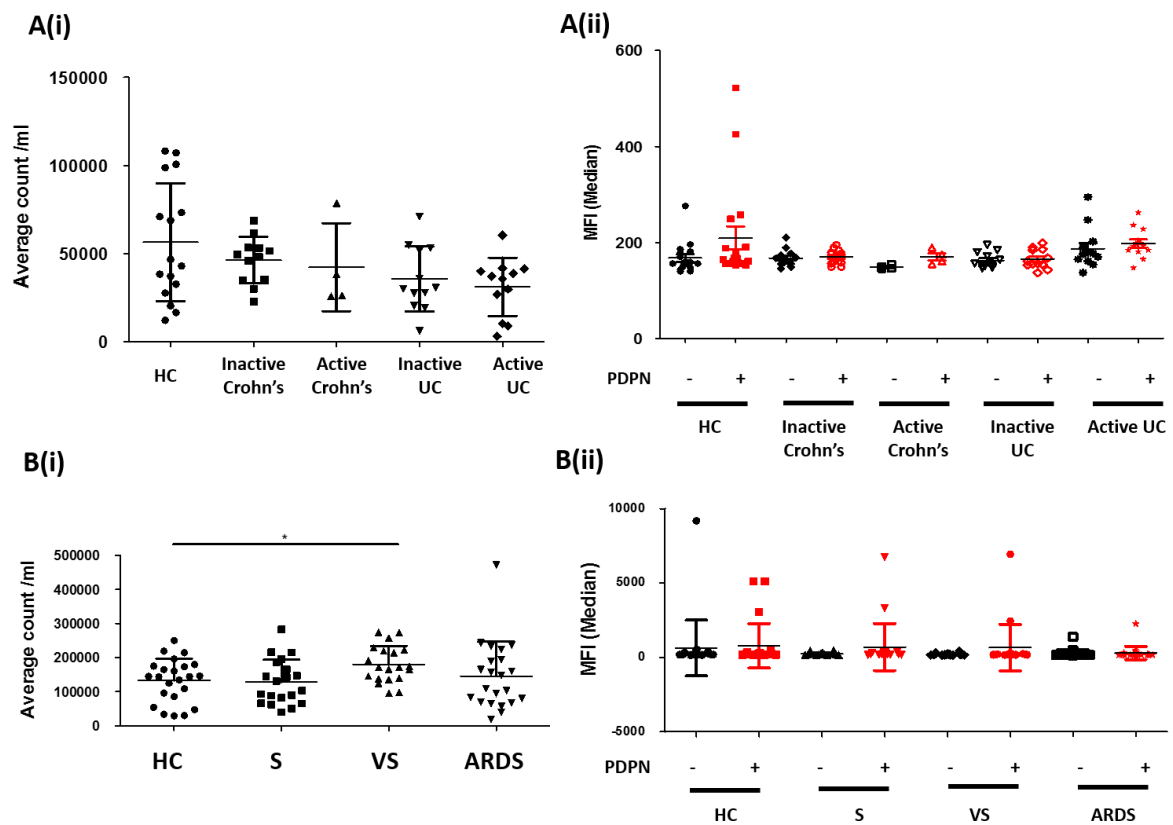 A(i)
Average count /ml
150000
100000
50000
0
HC
Inactive Crohn's
Active Crohn's
Inactive UC
Active UC
A(ii)
MFI (Median)
600
400
200
0
PDPN - + - + - + - + - +
HC
Inactive Crohn's
Active Crohn's
Inactive UC
Active UC
B(i)
*
Average count /ml
500000
400000
300000
200000
100000
0
HC S VS ARDS
B(ii)
MFI (Median)
10000
5000
0
-5000
PDPN - + - + - + - +
HC S VS ARDS